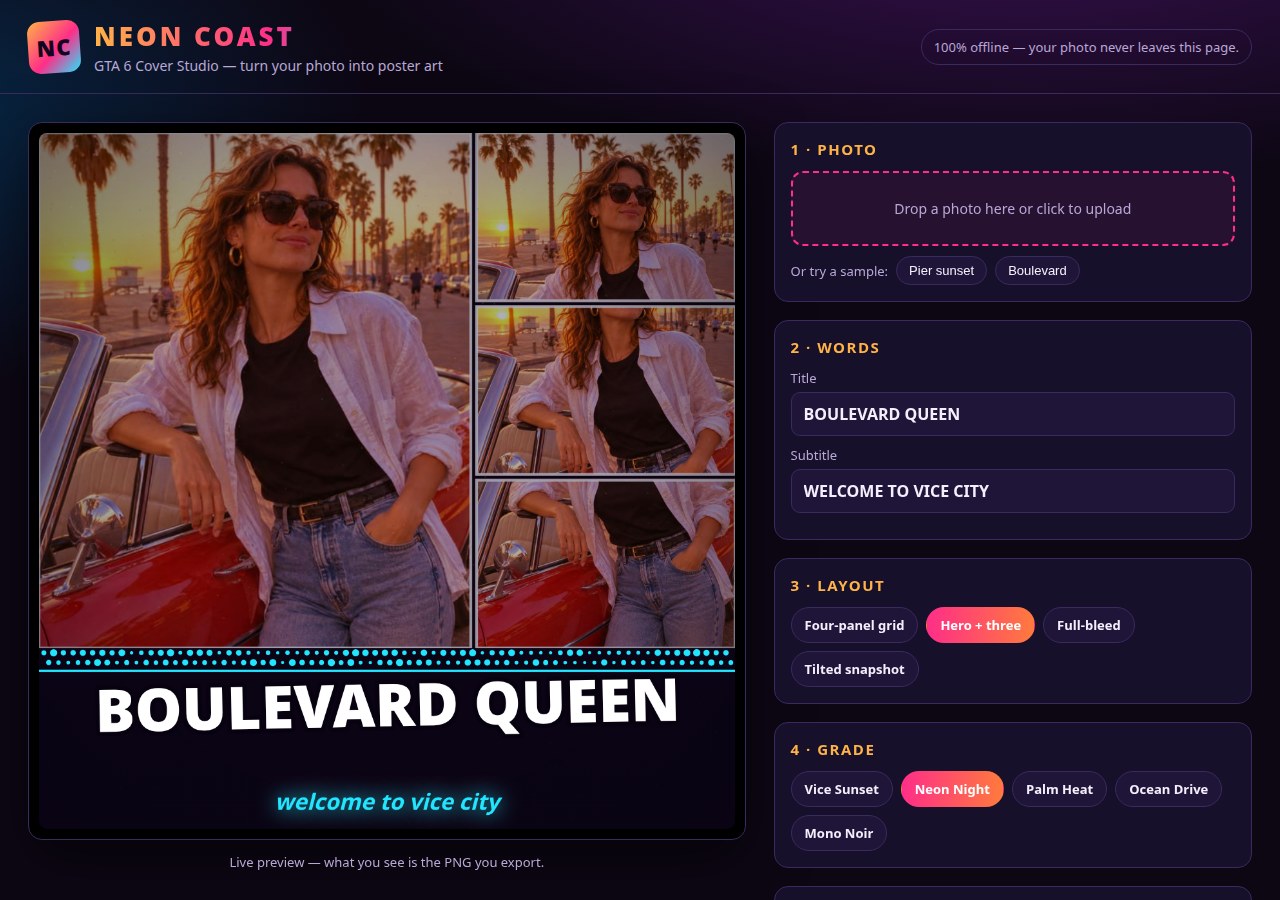 NC
NEON COAST
GTA 6 Cover Studio — turn your photo into poster art
100% offline — your photo never leaves this page.
BOULEVARD QUEEN
welcome to vice city
Live preview — what you see is the PNG you export.
1 · PHOTO
Drop a photo here or click to upload
Or try a sample: Pier sunset Boulevard
2 · WORDS
Title
BOULEVARD QUEEN
Subtitle
WELCOME TO VICE CITY
3 · LAYOUT
Four-panel grid Hero + three Full-bleed
Tilted snapshot
4 · GRADE
Vice Sunset Neon Night Palm Heat Ocean Drive
Mono Noir